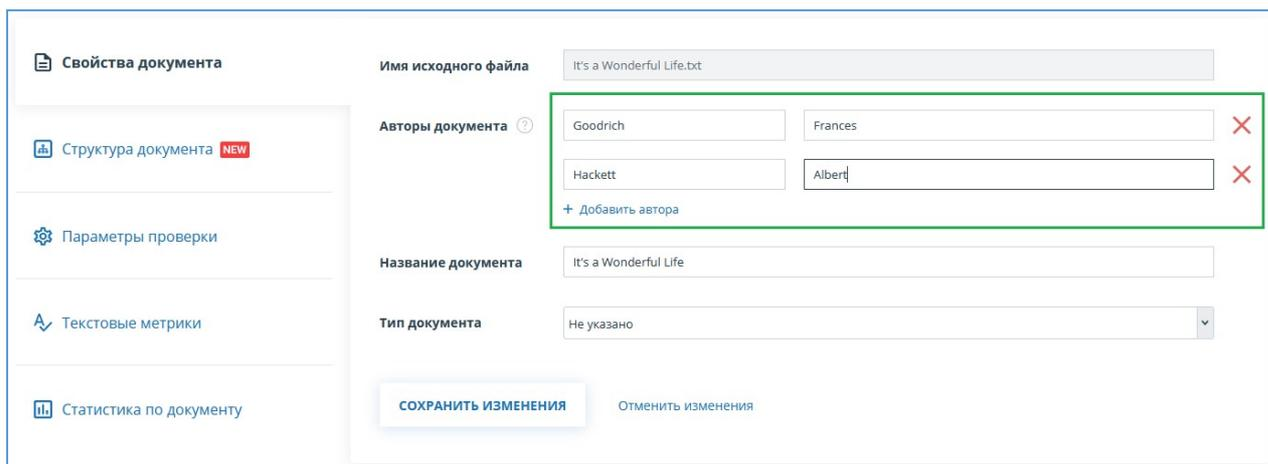 Свойства документа
Структура документа NEW
Параметры проверки
Текстовые метрики
Статистика по документу
Имя исходного файла It's a Wonderful Life.txt
Авторы документа ? Goodrich Frances
Hackett Albert
+ Добавить автора
Название документа It's a Wonderful Life
Тип документа Не указано
СОХРАНИТЬ ИЗМЕНЕНИЯ Отменить изменения